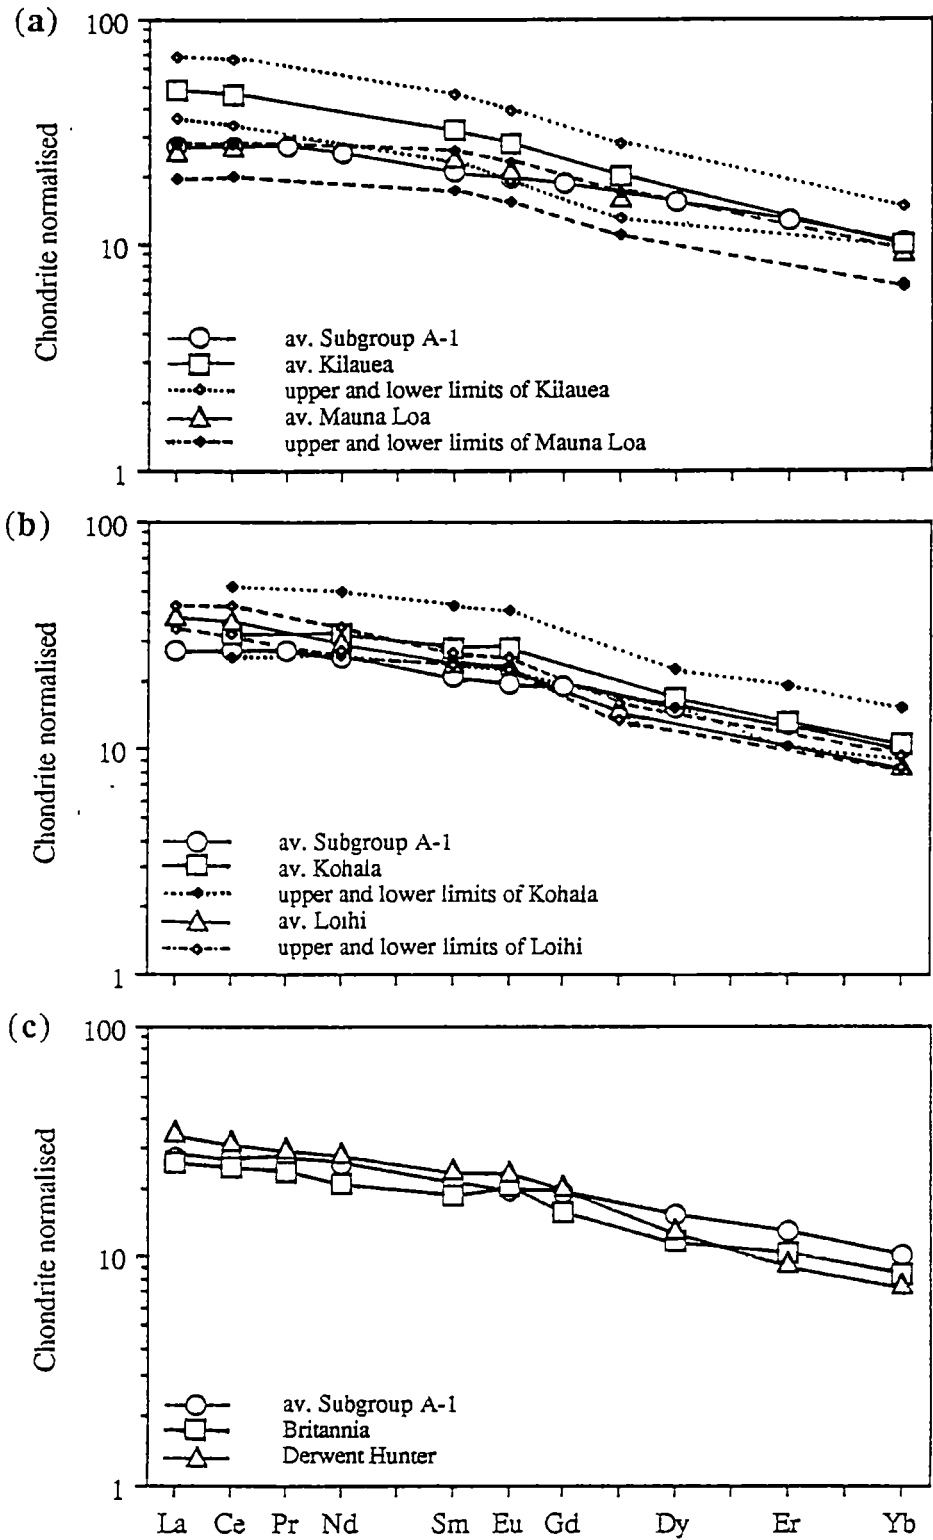 (a)
100
10
1
Chondrite normalised
av. Subgroup A-1
av. Kilauea
upper and lower limits of Kilauea
av. Mauna Loa
upper and lower limits of Mauna Loa
(b)
100
10
1
Chondrite normalised
av. Subgroup A-1
av. Kohala
upper and lower limits of Kohala
av. Loihi
upper and lower limits of Loihi
(c)
100
10
1
Chondrite normalised
av. Subgroup A-1
Britannia
Derwent Hunter
La Ce Pr Nd Sm Eu Gd Dy Er Yb